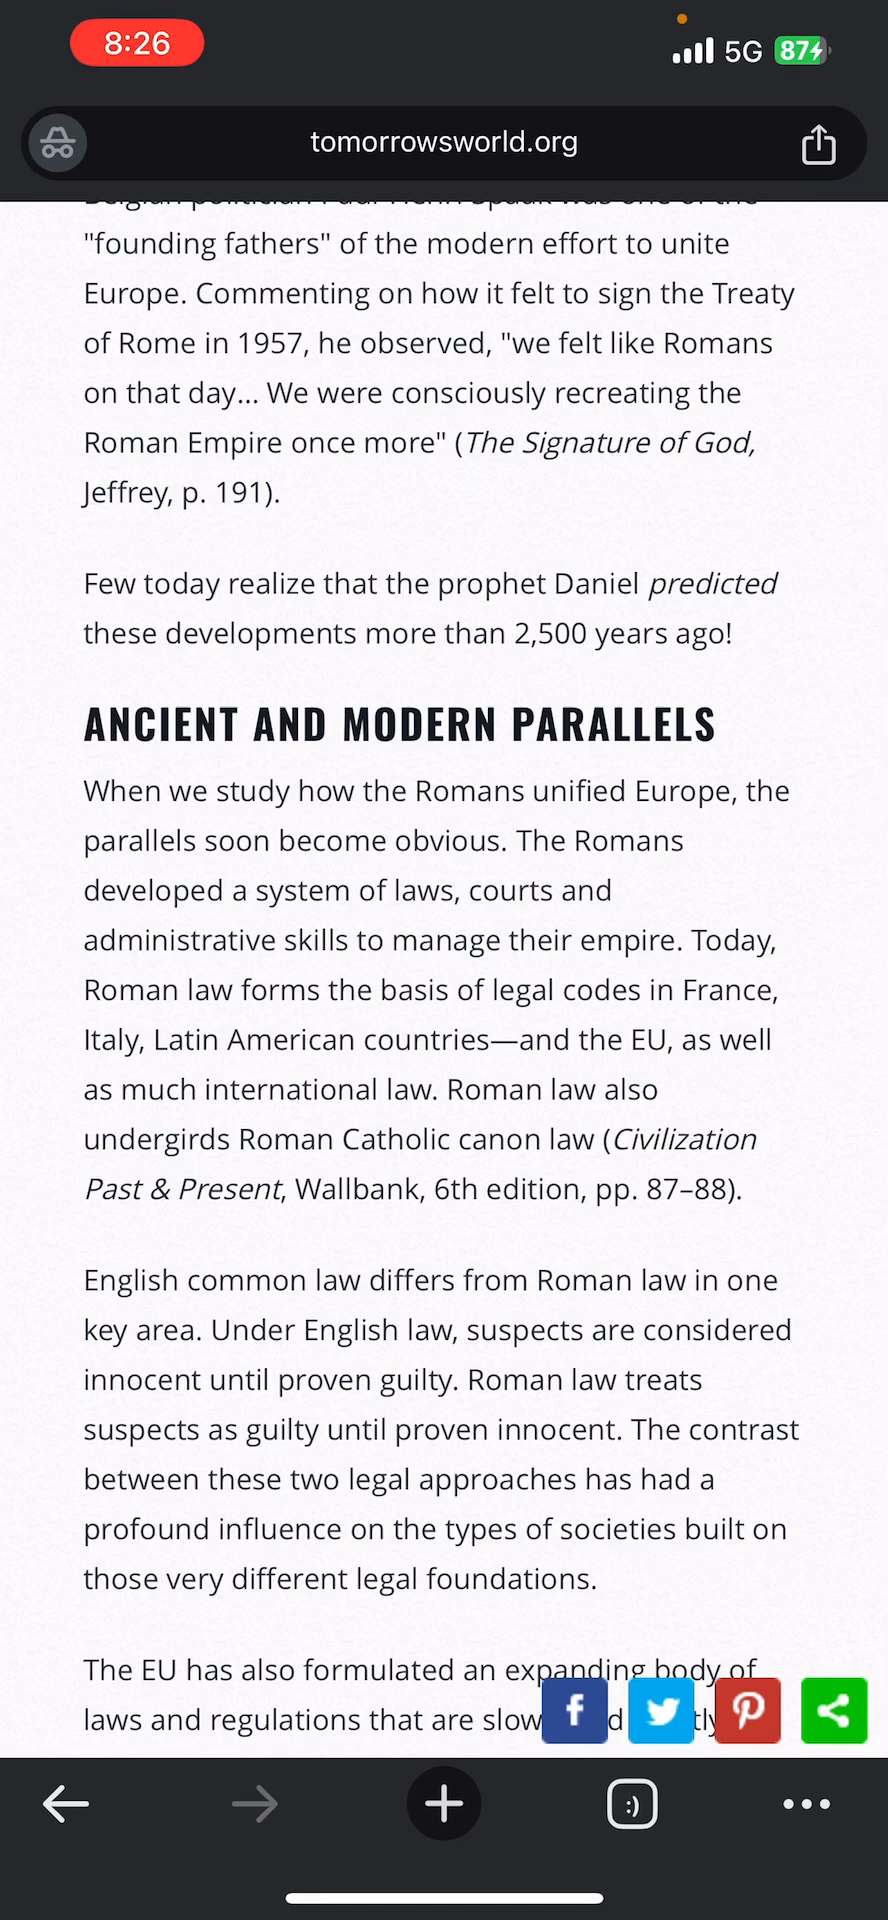 8:26
5G 87
tomorrowsworld.org
Belgian politician Paul-Henri Spaak was one of the
"founding fathers" of the modern effort to unite
Europe. Commenting on how it felt to sign the Treaty
of Rome in 1957, he observed, "we felt like Romans
on that day... We were consciously recreating the
Roman Empire once more" (The Signature of God,
Jeffrey, p. 191).
Few today realize that the prophet Daniel predicted
these developments more than 2,500 years ago!
ANCIENT AND MODERN PARALLELS
When we study how the Romans unified Europe, the
parallels soon become obvious. The Romans
developed a system of laws, courts and
administrative skills to manage their empire. Today,
Roman law forms the basis of legal codes in France,
Italy, Latin American countries—and the EU, as well
as much international law. Roman law also
undergirds Roman Catholic canon law (Civilization
Past & Present, Wallbank, 6th edition, pp. 87–88).
English common law differs from Roman law in one
key area. Under English law, suspects are considered
innocent until proven guilty. Roman law treats
suspects as guilty until proven innocent. The contrast
between these two legal approaches has had a
profound influence on the types of societies built on
those very different legal foundations.
The EU has also formulated an expanding body of
laws and regulations that are
:)